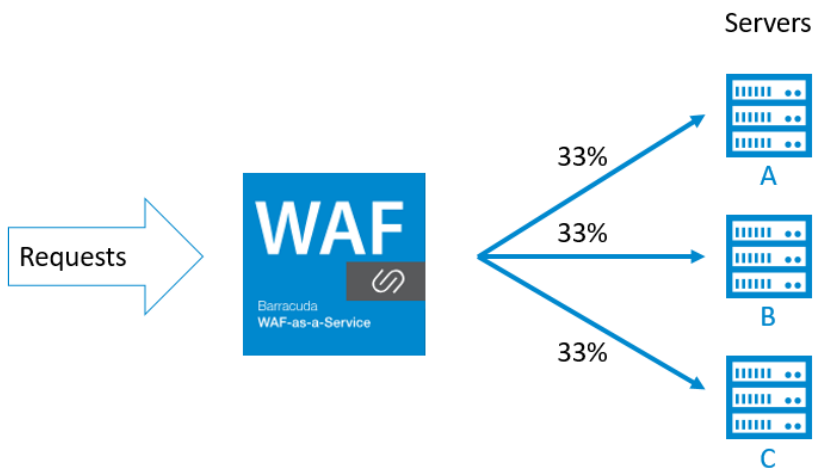 Servers
33%
A
Requests
WAF
Barracuda
WAF-as-a-Service
33%
B
33%
C